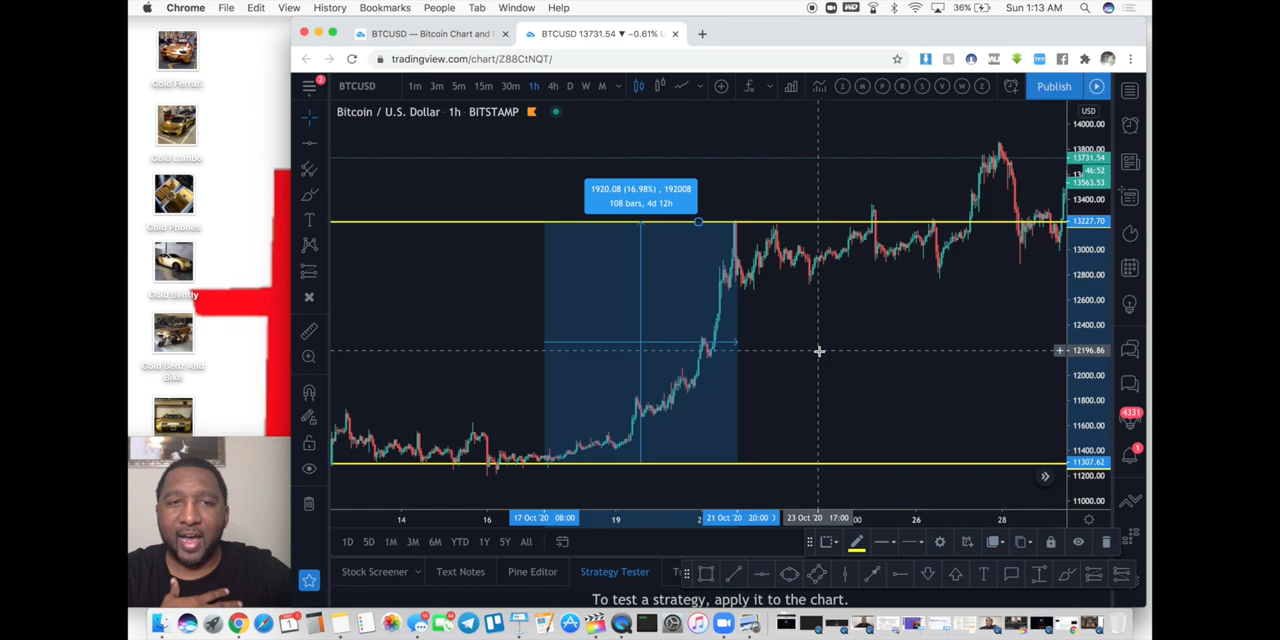 Chrome File Edit View History Bookmarks People Tab Window Help 36% Sun 1:13 AM
Gold Ferrari
Gold Lambo
Gold Phones
Gold Bently
Gold Benz And
Bike
BTCUSD — Bitcoin Chart and
BTCUSD 13731.54 ▼ −0.61%
tradingview.com/chart/Z88CtNQT/
2 BTCUSD 1m 3m 5m 15m 30m 1h 4h D W M Publish
Bitcoin / U.S. Dollar 1h BITSTAMP
USD
14000.00
13800.00
13731.54
46:52
13563.53
13400.00
13227.70
13000.00
12800.00
12600.00
12400.00
12196.86
12000.00
11800.00
11600.00
11400.00
11307.62
11200.00
11000.00
1920.08 (16.98%) , 192008
108 bars, 4d 12h
4331
1
14 16 17 Oct '20 08:00 19 21 Oct '20 20:00 23 Oct '20 17:00 26 28
1D 5D 1M 3M 6M YTD 1Y 5Y All
Stock Screener Text Notes Pine Editor Strategy Tester
To test a strategy, apply it to the chart.